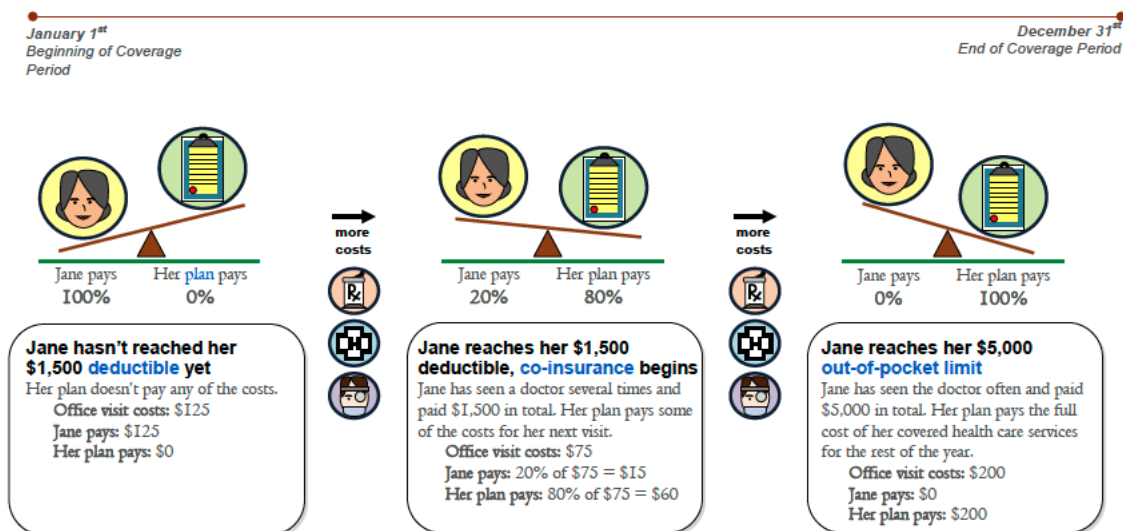 January 1st
Beginning of Coverage
Period
December 31st
End of Coverage Period
Jane pays
100%
Her plan pays
0%
more
costs
Rx
H
Jane pays
20%
Her plan pays
80%
more
costs
Rx
H
Jane pays
0%
Her plan pays
100%
Jane hasn't reached her
$1,500 deductible yet
Her plan doesn't pay any of the costs.
Office visit costs: $125
Jane pays: $125
Her plan pays: $0
Jane reaches her $1,500
deductible, co-insurance begins
Jane has seen a doctor several times and
paid $1,500 in total. Her plan pays some
of the costs for her next visit.
Office visit costs: $75
Jane pays: 20% of $75 = $15
Her plan pays: 80% of $75 = $60
Jane reaches her $5,000
out-of-pocket limit
Jane has seen the doctor often and paid
$5,000 in total. Her plan pays the full
cost of her covered health care services
for the rest of the year.
Office visit costs: $200
Jane pays: $0
Her plan pays: $200